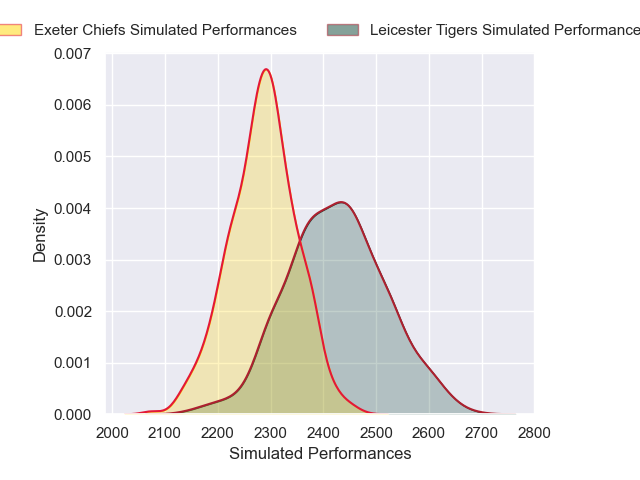 Exeter Chiefs Simulated Performances Leicester Tigers Simulated Performance
0.007
0.006
0.005
0.004
0.003
0.002
0.001
0.000
Density
2000 2100 2200 2300 2400 2500 2600 2700 2800
Simulated Performances